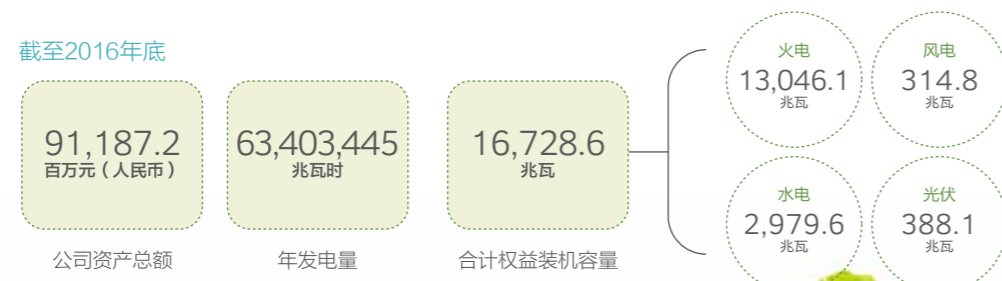 截至2016年底
91,187.2
百万元（人民币）
公司资产总额
63,403,445
兆瓦时
年发电量
16,728.6
兆瓦
合计权益装机容量
火电
13,046.1
兆瓦
风电
314.8
兆瓦
水电
2,979.6
兆瓦
光伏
388.1
兆瓦